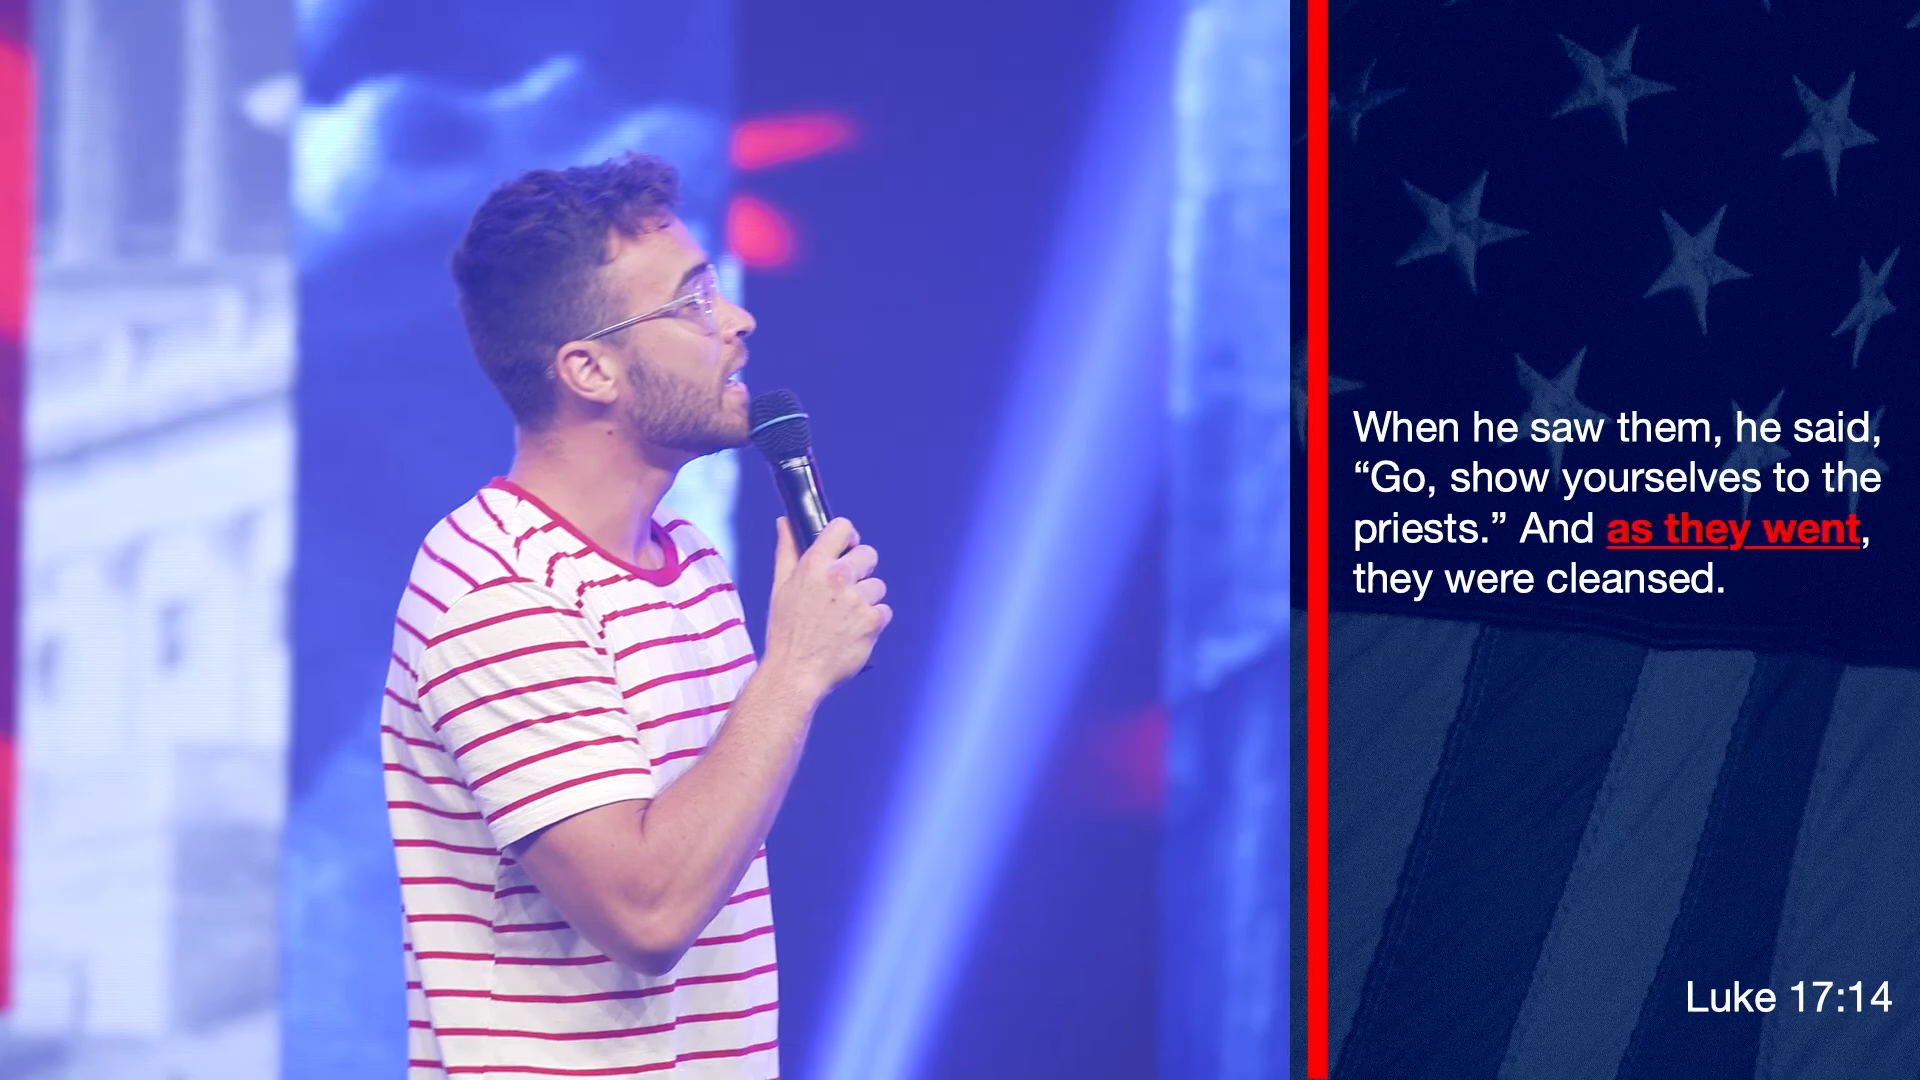 When he saw them, he said,
“Go, show yourselves to the
priests.” And as they went,
they were cleansed.
Luke 17:14